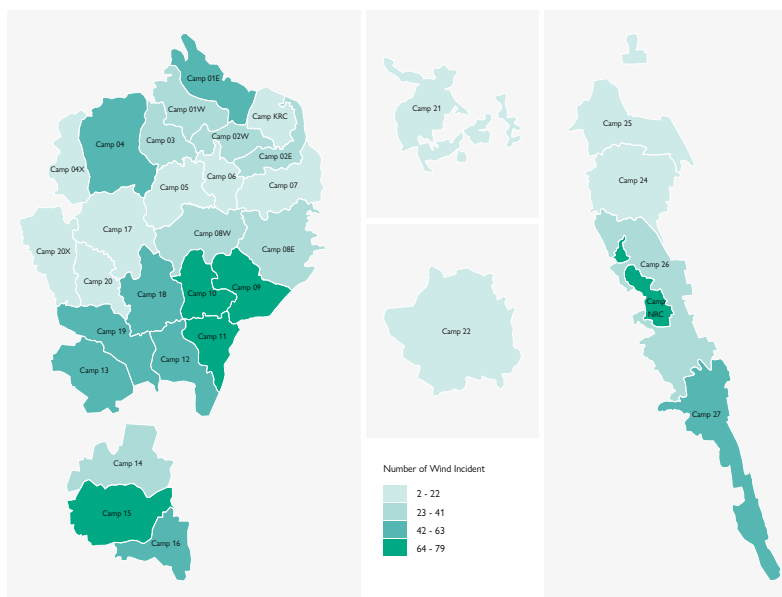 Camp 01E
Camp 01W
Camp KRC
Camp 04
Camp 03
Camp 02W
Camp 02E
Camp 04X
Camp 05
Camp 06
Camp 07
Camp 17
Camp 08W
Camp 20X
Camp 08E
Camp 20
Camp 18
Camp 10
Camp 09
Camp 19
Camp 11
Camp 13
Camp 12
Camp 14
Camp 15
Camp 16
Camp 21
Camp 22
Number of Wind Incident
2 - 22
23 - 41
42 - 63
64 - 79
Camp 25
Camp 24
Camp 26
Camp
NRC
Camp 27